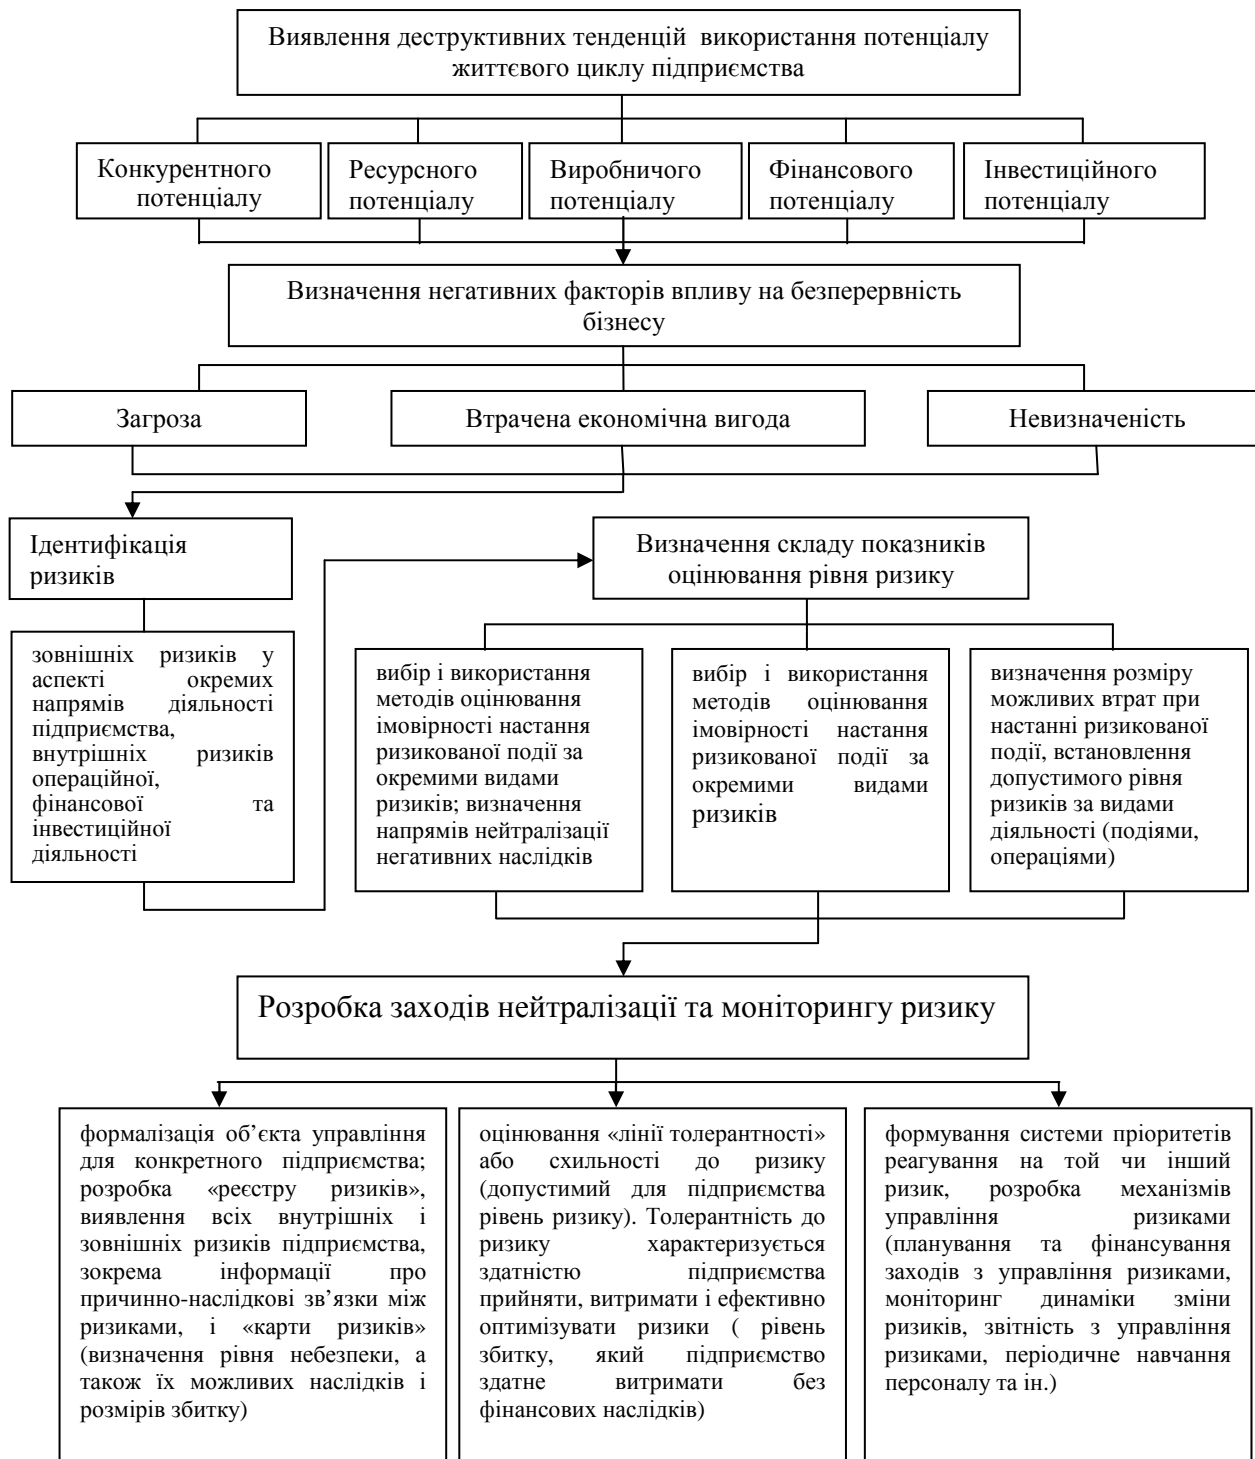 Виявлення деструктивних тенденцій використання потенціалу
життєвого циклу підприємства
Конкурентного
потенціалу
Ресурсного
потенціалу
Виробничого
потенціалу
Фінансового
потенціалу
Інвестиційного
потенціалу
Визначення негативних факторів впливу на безперервність
бізнесу
Загроза
Втрачена економічна вигода
Невизначеність
Ідентифікація
ризиків
Визначення складу показників
оцінювання рівня ризику
зовнішніх ризиків у
аспекті окремих
напрямів діяльності
підприємства,
внутрішніх ризиків
операційної,
фінансової та
інвестиційної
діяльності
вибір і використання
методів оцінювання
імовірності настання
ризикованої події за
окремими видами
ризиків; визначення
напрямів нейтралізації
негативних наслідків
вибір і використання
методів оцінювання
імовірності настання
ризикованої події за
окремими видами
ризиків
визначення розміру
можливих втрат при
настанні ризикованої
події, встановлення
допустимого рівня
ризиків за видами
діяльності (подіями,
операціями)
Розробка заходів нейтралізації та моніторингу ризику
формалізація об’єкта управління
для конкретного підприємства;
розробка «реєстру ризиків»,
виявлення всіх внутрішніх і
зовнішніх ризиків підприємства,
зокрема інформації про
причинно-наслідкові зв’язки між
ризиками, і «карти ризиків»
(визначення рівня небезпеки, а
також їх можливих наслідків і
розмірів збитку)
оцінювання «лінії толерантності»
або схильності до ризику
(допустимий для підприємства
рівень ризику). Толерантність до
ризику характеризується
здатністю підприємства
прийняти, витримати і ефективно
оптимізувати ризики ( рівень
збитку, який підприємство
здатне витримати без
фінансових наслідків)
формування системи пріоритетів
реагування на той чи інший
ризик, розробка механізмів
управління ризиками
(планування та фінансування
заходів з управління ризиками,
моніторинг динаміки зміни
ризиків, звітність з управління
ризиками, періодичне навчання
персоналу та ін.)